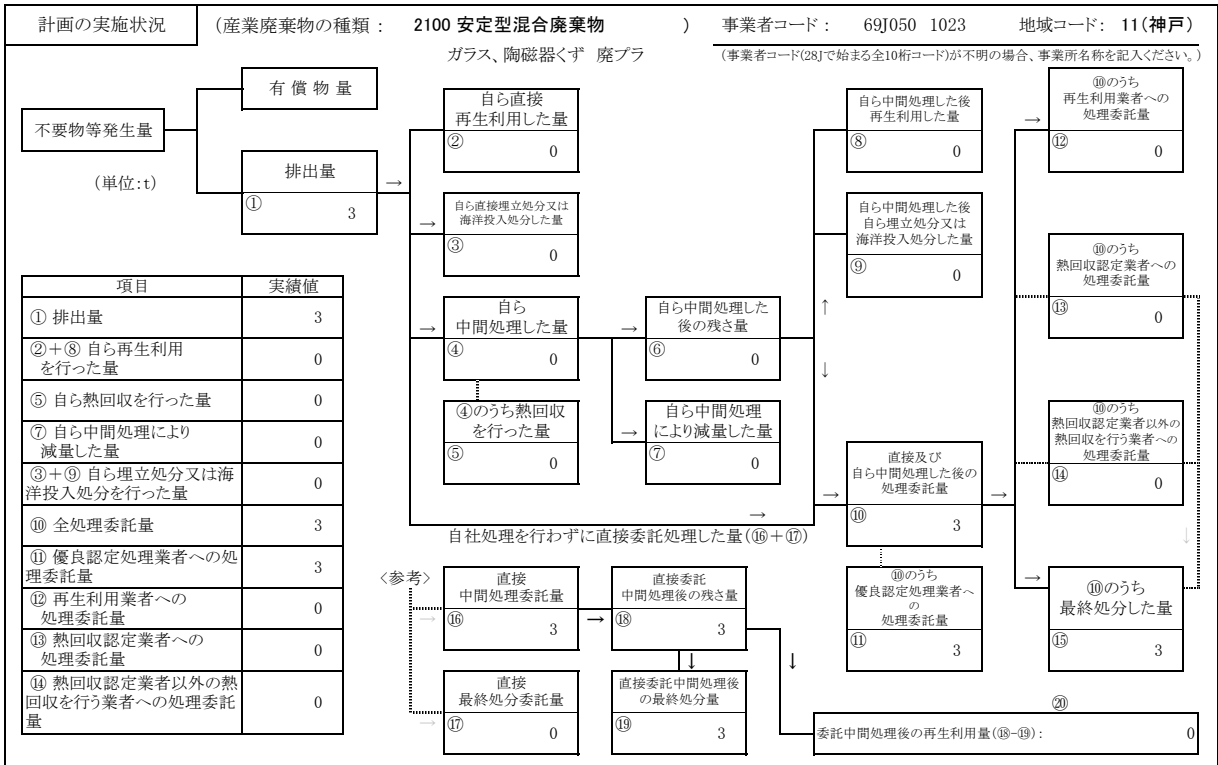 計画の実施状況 (産業廃棄物の種類: 2100 安定型混合廃棄物 ) 事業者コード: 69J050 1023 地域コード: 11(神戸)
ガラス、陶磁器くず 廃プラ (事業者コード(28Jで始まる全10桁コード)が不明の場合、事業所名称を記入ください。)
不要物等発生量
(単位:t)
有償物量
排出量
① 3
→
自ら直接
再生利用した量
② 0
→
自ら直接埋立処分又は
海洋投入処分した量
③ 0
→
自ら
中間処理した量
④ 0
④のうち熱回収
を行った量
⑤ 0
→
自ら中間処理した
後の残さ量
⑥ 0
→
自ら中間処理
により減量した量
⑦ 0
自ら中間処理した後
再生利用した量
⑧ 0
自ら中間処理した後
自ら埋立処分又は
海洋投入処分した量
⑨ 0
↑
↓
→
自社処理を行わずに直接委託処理した量(⑯+⑰)
→
直接及び
自ら中間処理した後の
処理委託量
⑩ 3
→
⑩のうち
優良認定処理業者へ
の
処理委託量
⑪ 3
→
⑩のうち
再生利用業者への
処理委託量
⑫ 0
⑩のうち
熱回収認定業者への
処理委託量
⑬ 0
⑩のうち
熱回収認定業者以外の
熱回収を行う業者への
処理委託量
⑭ 0
↓
→
⑩のうち
最終処分した量
⑮ 3
項目 実績値
① 排出量 3
②+⑧ 自ら再生利用
を行った量 0
⑤ 自ら熱回収を行った量 0
⑦ 自ら中間処理により
減量した量 0
③+⑨ 自ら埋立処分又は海
洋投入処分を行った量 0
⑩ 全処理委託量 3
⑪ 優良認定処理業者への処
理委託量 3
⑫ 再生利用業者への
処理委託量 0
⑬ 熱回収認定業者への
処理委託量 0
⑭ 熱回収認定業者以外の熱
回収を行う業者への処理委託
量 0
〈参考〉
→
直接
中間処理委託量
⑯ 3
→
直接委託
中間処理後の残さ量
⑱ 3
→
直接
最終処分委託量
⑰ 0
↓
直接委託中間処理後
の最終処分量
⑲ 3
↓
⑳
委託中間処理後の再生利用量(⑱-⑲): 0